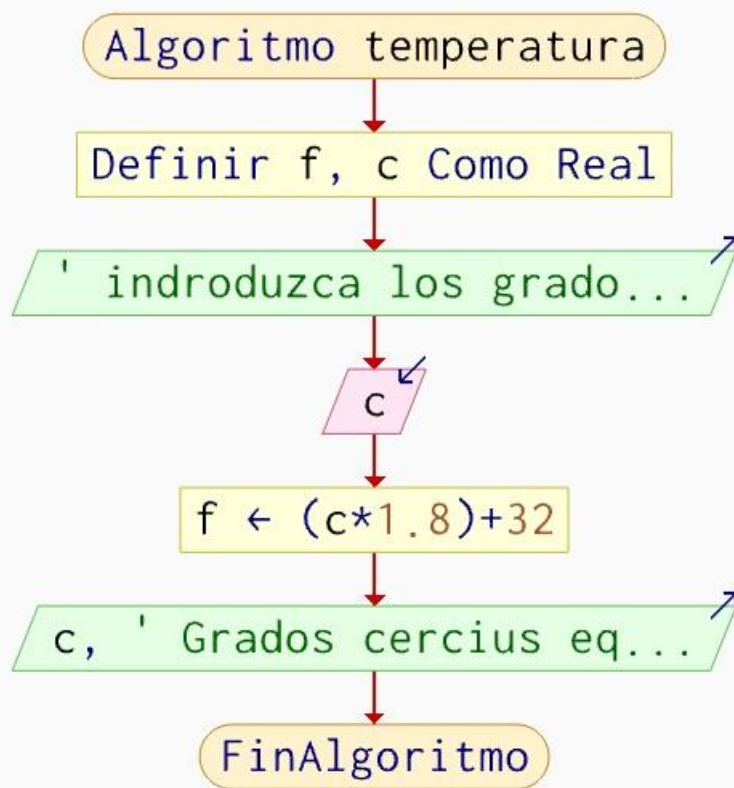 Algoritmo temperatura
Definir f, c Como Real
' indroduzca los grado...
c
f ← (c*1.8)+32
c, ' Grados cercius eq...
FinAlgoritmo